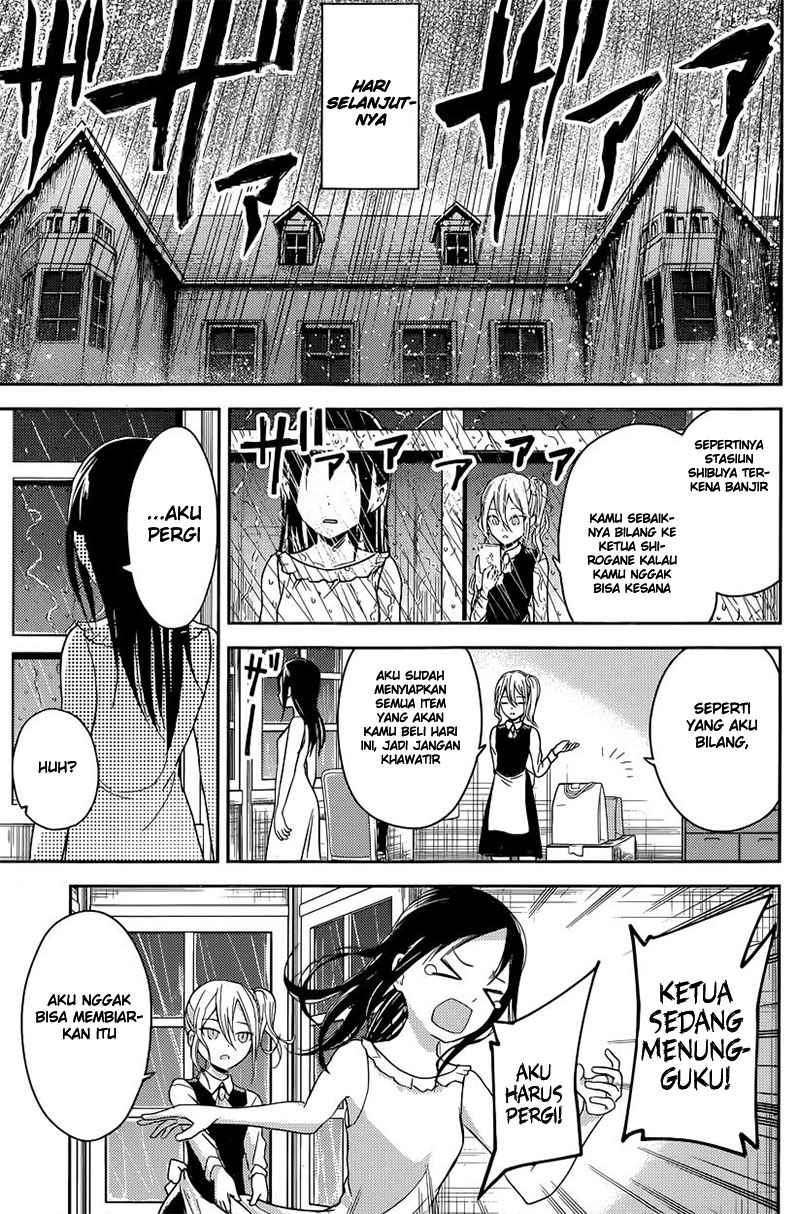 ザァァ
ザァァ
HARI
SELANJUT-
NYA
SEPERTINYA
STASIUN
SHIBUYA TER-
KENA BANJIR
KAMU SEBAIK-
NYA BILANG KE
KETUA SHI-
ROGANE KALAU
KAMU NGGAK
BISA KESANA
ザァァァァ
...AKU
PERGI
SEPERTI
YANG AKU
BILANG,
AKU SUDAH
MENYIAPKAN
SEMUA ITEM
YANG AKAN
KAMU BELI HARI
INI, JADI JANGAN
KHAWATIR
HUH?
KETUA
SEDANG
MENUNG-
GUKU!
AKU
HARUS
PERGI!
AKU NGGAK
BISA MEMBIAR-
KAN ITU